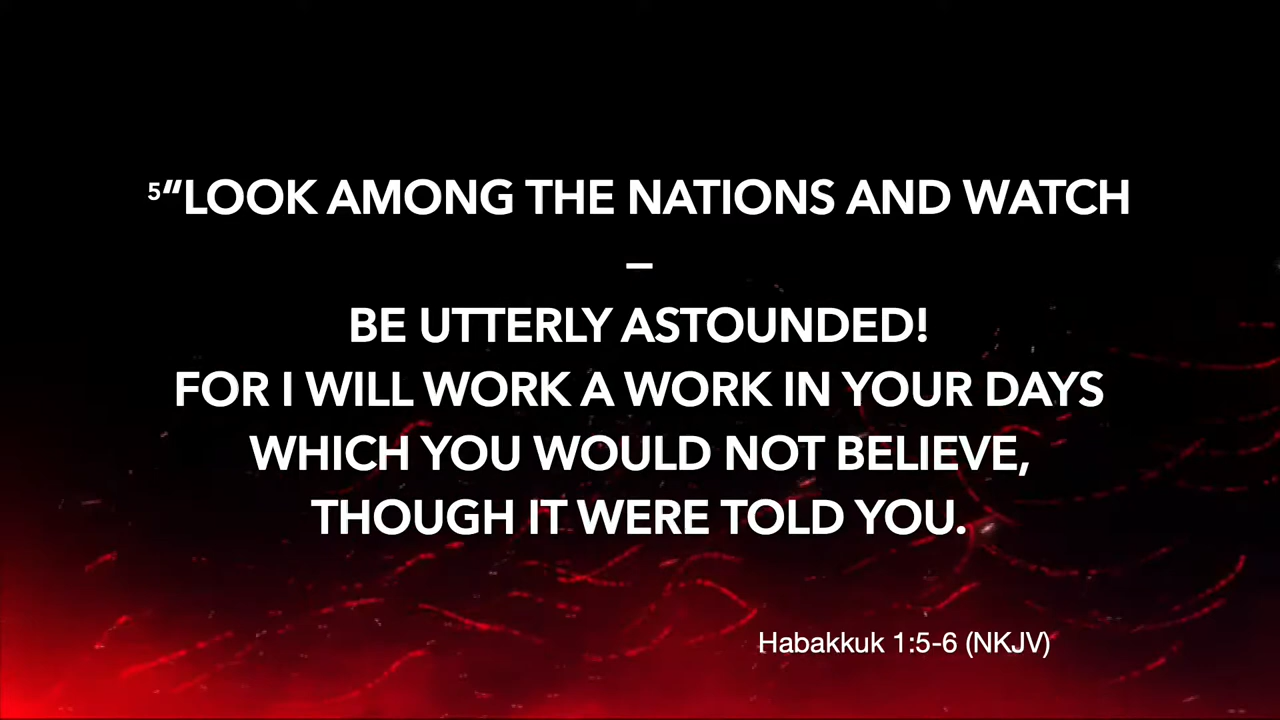 5“LOOK AMONG THE NATIONS AND WATCH
–
BE UTTERLY ASTOUNDED!
FOR I WILL WORK A WORK IN YOUR DAYS
WHICH YOU WOULD NOT BELIEVE,
THOUGH IT WERE TOLD YOU.
Habakkuk 1:5-6 (NKJV)